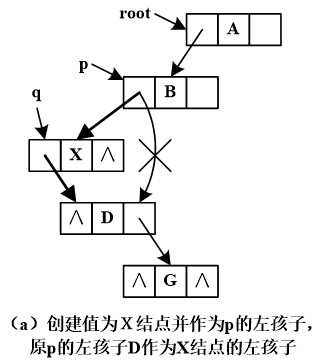 root
A
p
B
q
X ∧
∧ D
∧ G ∧
（a）创建值为X结点并作为p的左孩子，
原p的左孩子D作为X结点的左孩子